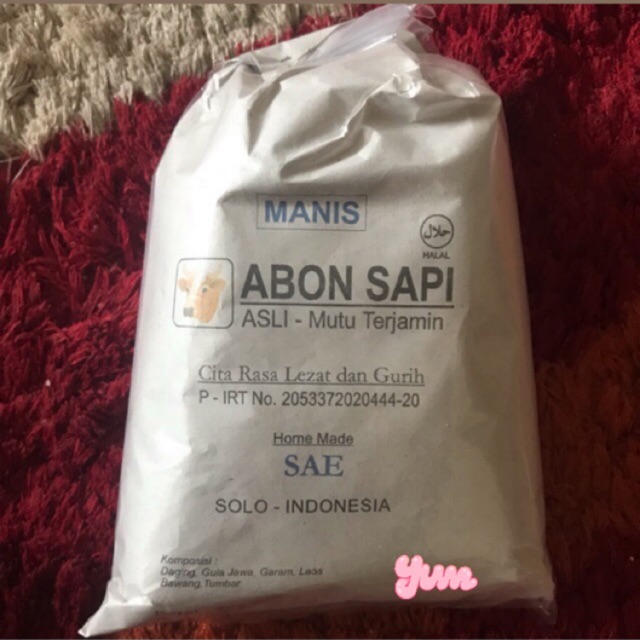 MANIS
حلال
HALAL
ABON SAPI
ASLI - Mutu Terjamin
Cita Rasa Lezat dan Gurih
P - IRT No. 2053372020444-20
Home Made
SAE
SOLO - INDONESIA
Komposisi :
Daging, Gula Jawa, Garam, Laos
Bawang, Tumbar
Yum